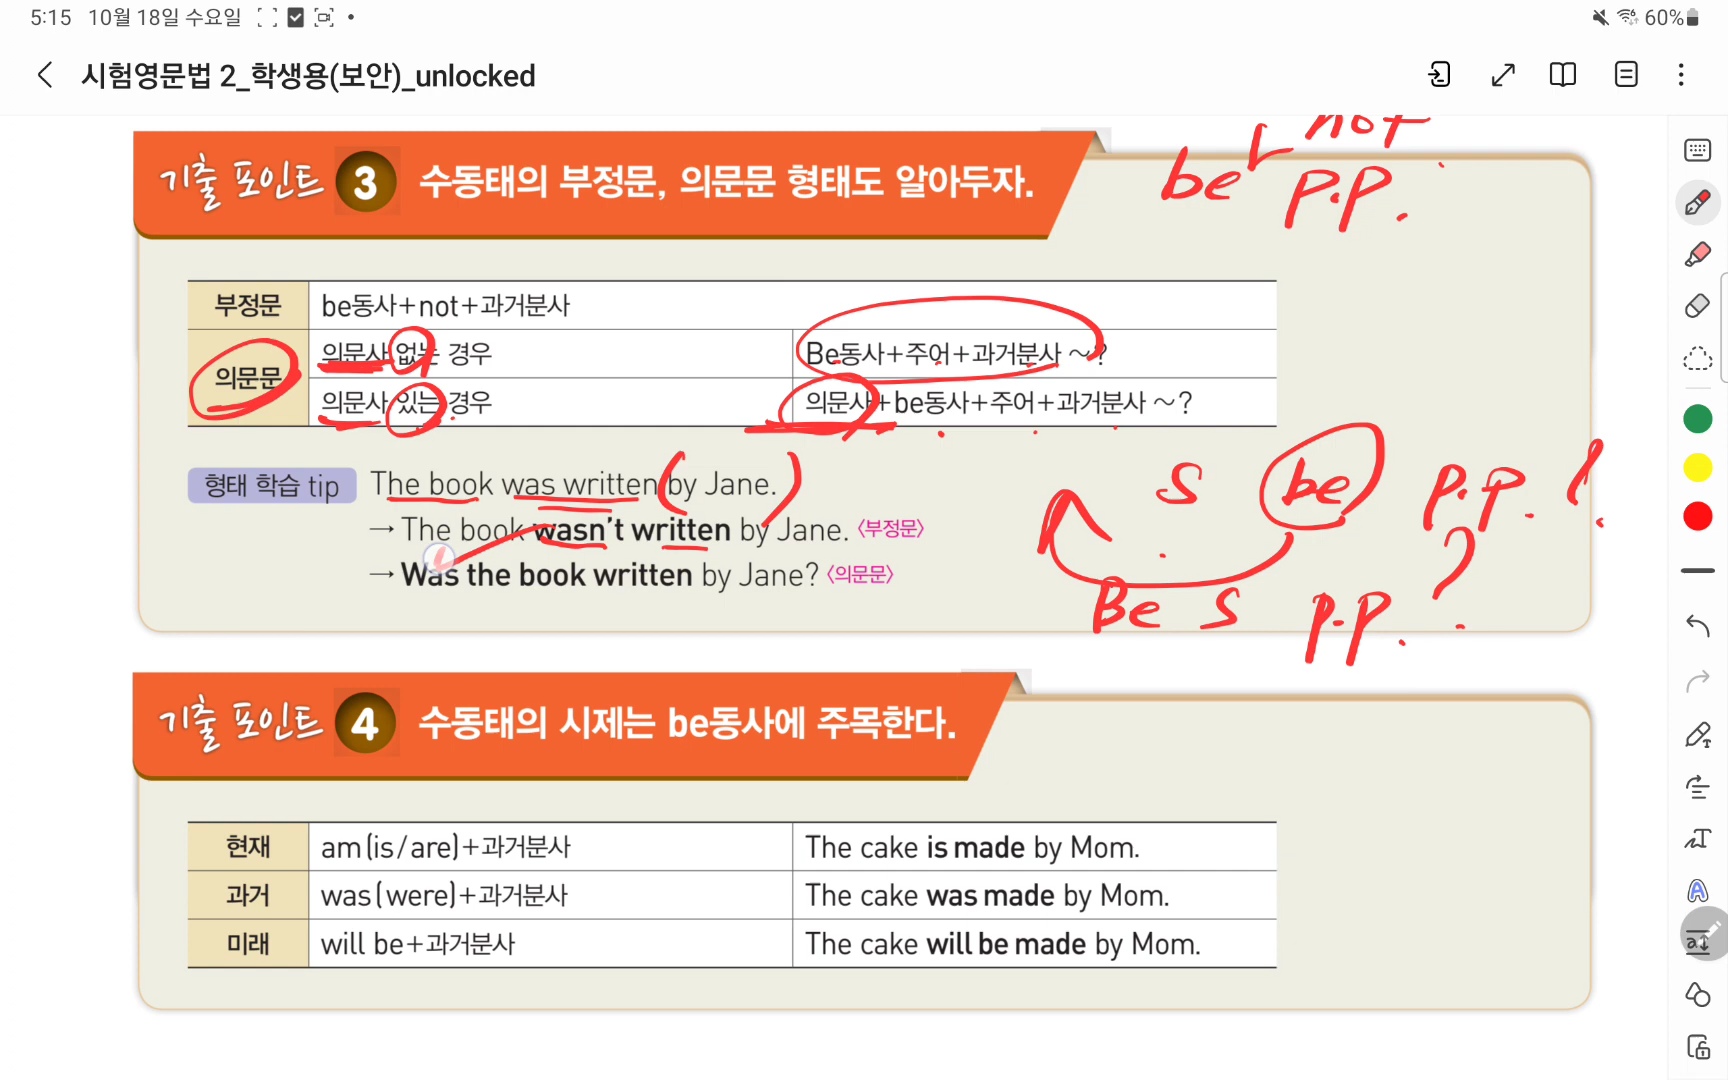 5:15 10월 18일 수요일
60%
시험영문법 2_학생용(보안)_unlocked
not
be p.p.
기출 포인트 3 수동태의 부정문, 의문문 형태도 알아두자.
부정문 be동사+not+과거분사
의문문
의문사 없는 경우 Be동사+주어+과거분사 ~?
의문사 있는 경우 의문사+be동사+주어+과거분사 ~?
형태 학습 tip The book was written by Jane.
→ The book wasn't written by Jane. 〈부정문〉
→ Was the book written by Jane? 〈의문문〉
s be p.p.
Be s p.p. ?
기출 포인트 4 수동태의 시제는 be동사에 주목한다.
현재 am(is/are)+과거분사 The cake is made by Mom.
과거 was(were)+과거분사 The cake was made by Mom.
미래 will be+과거분사 The cake will be made by Mom.